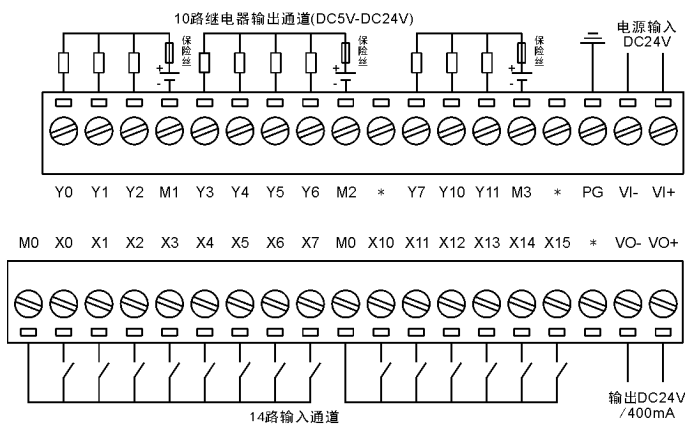 10路继电器输出通道(DC5V-DC24V)
电源输入
DC24V
保险丝
保险丝
保险丝
+
-
+
-
+
-
Y0 Y1 Y2 M1 Y3 Y4 Y5 Y6 M2 * Y7 Y10 Y11 M3 * PG VI- VI+
M0 X0 X1 X2 X3 X4 X5 X6 X7 M0 X10 X11 X12 X13 X14 X15 * VO- VO+
14路输入通道
输出DC24V
/400mA